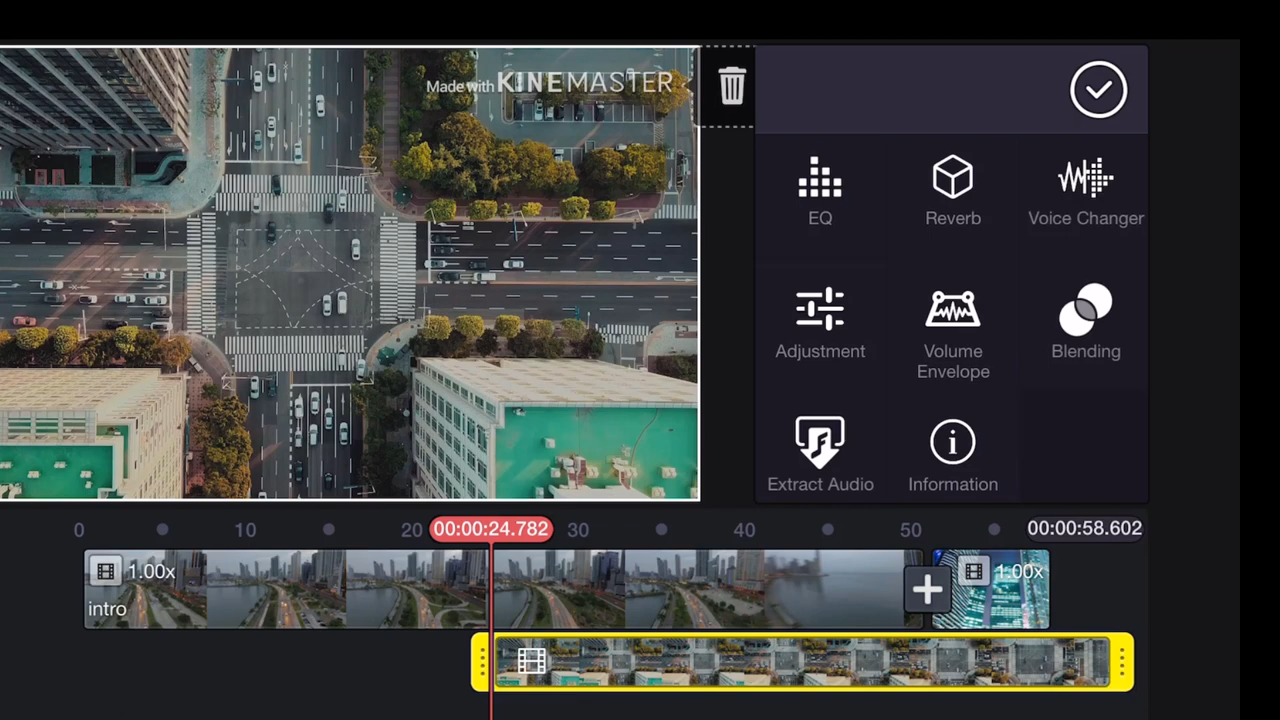 Made with KINEMASTER
EQ
Reverb
Voice Changer
Adjustment
Volume
Envelope
Blending
Extract Audio
Information
0
10
20
00:00:24.782
30
40
50
00:00:58.602
1.00x
1.00x
intro